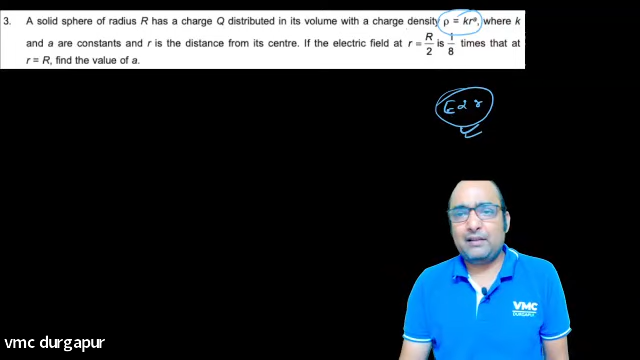 3. A solid sphere of radius R has a charge Q distributed in its volume with a charge density ρ = krᵃ, where k
and a are constants and r is the distance from its centre. If the electric field at r = R/2 is 1/8 times that at
r = R, find the value of a.
E α r
VMC
DURGAPUR
vmc durgapur